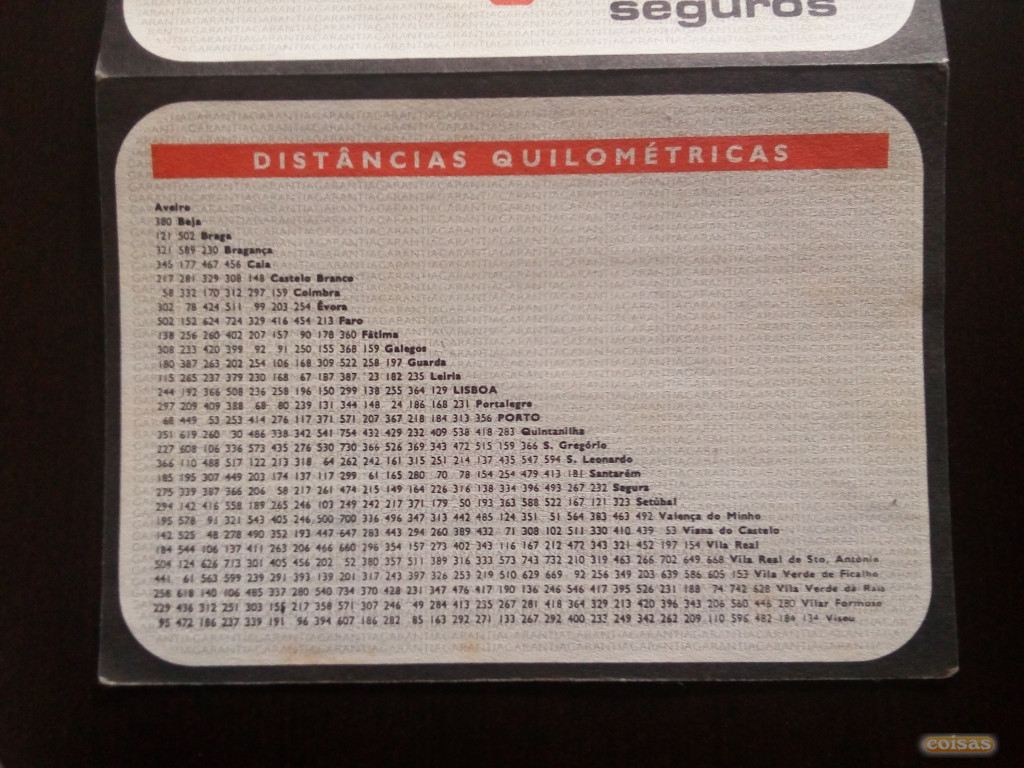 seguros
DISTÂNCIAS QUILOMÉTRICAS
Aveiro
380 Beja
121 502 Braga
321 589 230 Bragança
345 177 467 456 Caia
217 281 329 308 148 Castelo Branco
58 332 170 312 297 159 Coimbra
302 78 424 511 99 203 254 Évora
502 152 624 724 329 416 454 213 Faro
138 256 260 402 207 157 90 178 360 Fátima
308 233 420 399 92 91 250 155 368 159 Galegos
180 387 263 202 254 106 168 309 522 258 197 Guarda
115 265 237 379 230 168 67 187 387 23 182 235 Leiria
244 192 366 508 236 258 196 150 299 138 255 364 129 LISBOA
297 209 409 388 68 80 239 131 344 148 24 186 168 231 Portalegre
68 449 53 253 414 276 117 371 571 207 367 218 184 313 356 PORTO
351 619 260 30 486 338 342 541 754 432 429 232 409 538 418 283 Quintanilha
227 608 106 336 573 435 276 530 730 366 526 369 343 472 515 159 366 S. Gregório
366 110 488 517 122 213 318 64 262 242 161 315 251 214 137 435 547 594 S. Leonardo
185 195 307 449 203 174 137 117 299 61 165 280 70 78 154 254 479 413 181 Santarém
275 339 387 366 206 58 217 261 474 215 149 164 226 316 138 334 396 493 267 232 Segura
294 142 416 558 189 265 246 103 249 242 217 371 179 50 193 363 588 522 167 121 323 Setúbal
195 578 91 321 543 405 246 500 700 336 496 347 313 442 485 124 351 51 564 383 463 492 Valença do Minho
142 525 48 278 490 352 193 447 647 283 443 294 260 389 432 71 308 102 511 330 410 439 53 Viana do Castelo
184 544 106 137 411 263 206 466 660 296 354 157 273 402 343 116 167 212 472 343 321 452 197 154 Vila Real
504 124 626 713 301 405 456 202 52 380 357 511 389 316 333 573 743 732 210 319 463 266 702 649 668 Vila Real de Sto. António
441 61 563 599 239 291 393 139 201 317 243 397 326 253 219 510 629 669 92 256 349 203 639 586 605 153 Vila Verde de Ficalho
258 618 140 106 485 337 280 540 734 370 428 231 347 476 417 190 136 246 546 417 395 526 231 188 74 742 628 Vila Verde da Raia
229 436 312 251 303 155 217 358 571 307 246 49 284 413 235 267 281 418 364 329 213 420 396 343 206 560 446 280 Vilar Formoso
95 472 186 237 339 191 96 394 607 186 282 85 163 292 271 133 267 292 400 233 249 342 262 209 110 596 482 184 134 Viseu
coisas